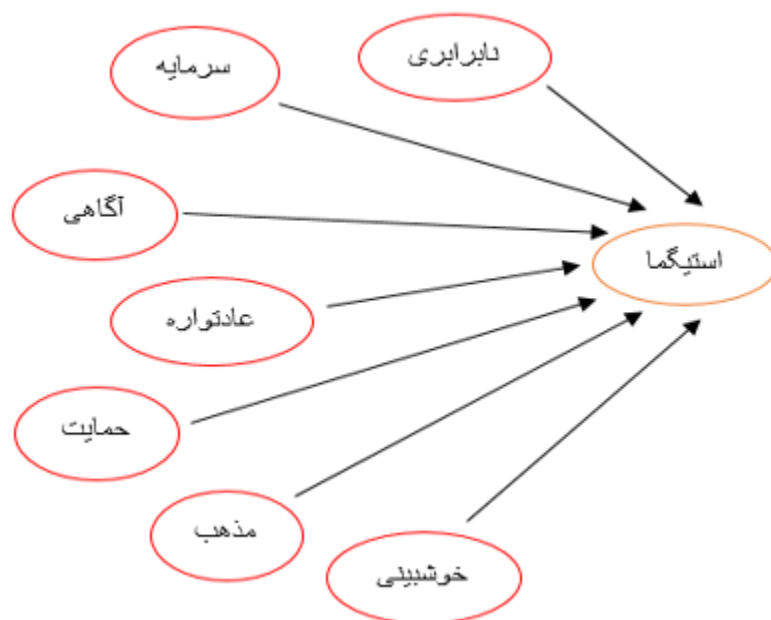 نابرابری
سرمایه
آگاهی
استیگما
عادتواره
حمایت
مذهب
خوشبینی